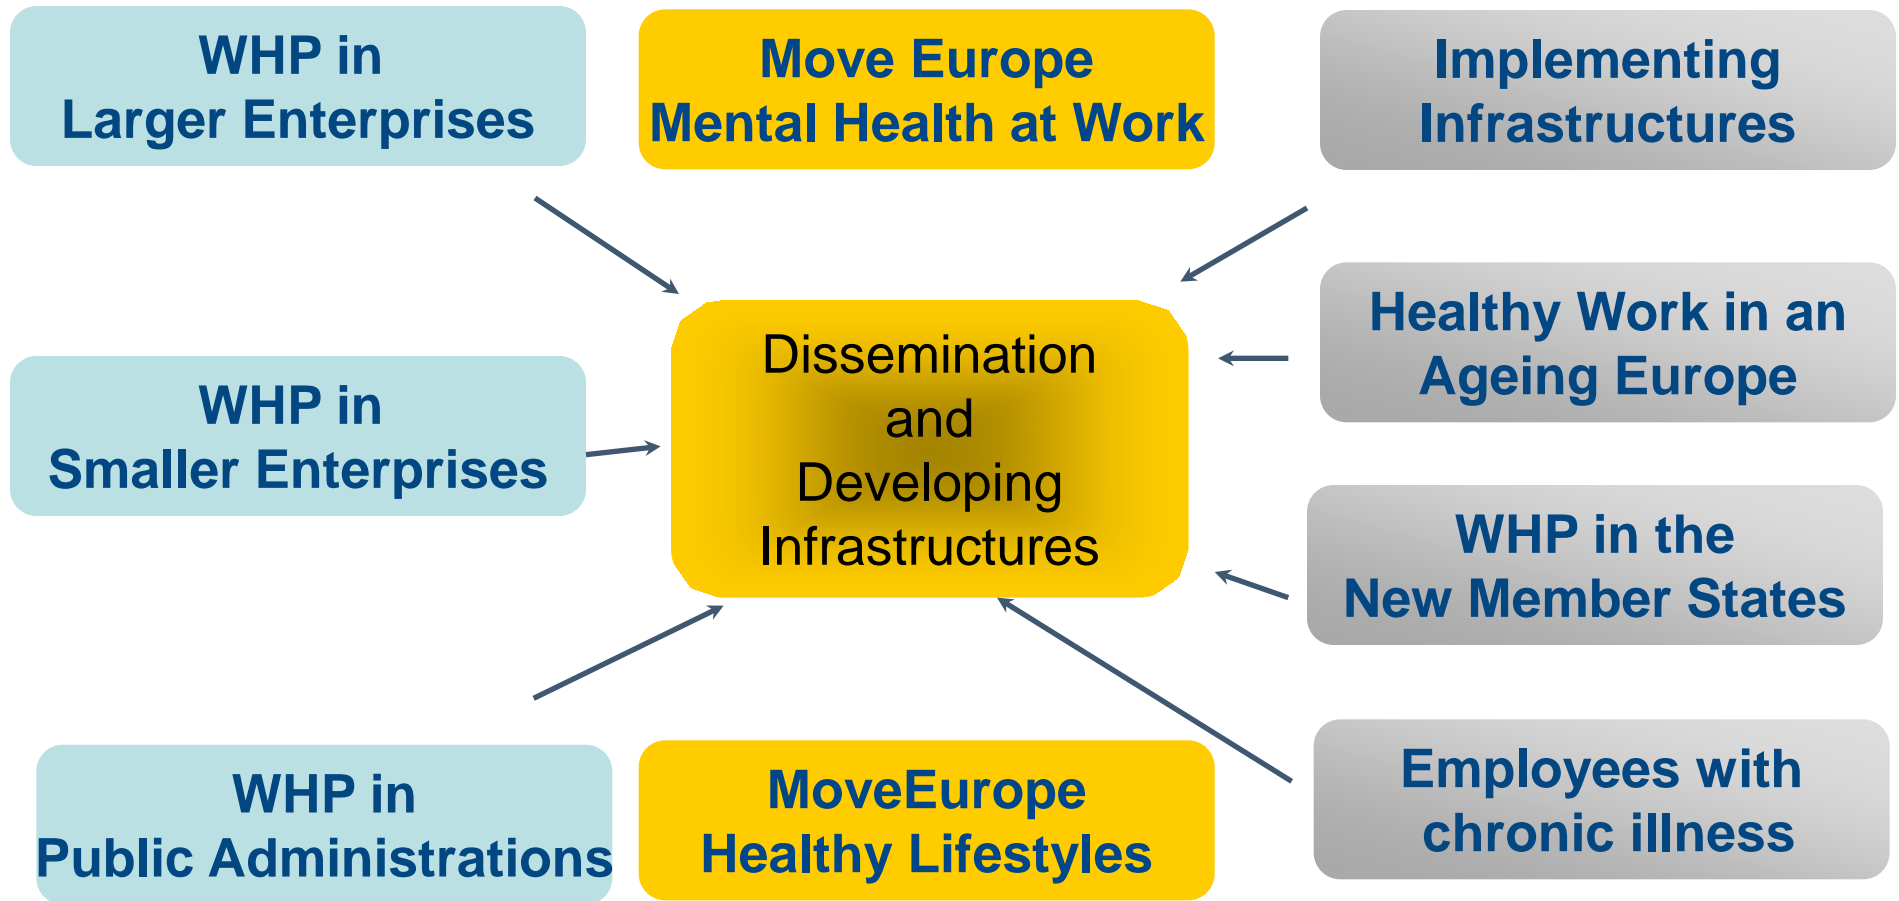 WHP in
Larger Enterprises
Move Europe
Mental Health at Work
Implementing
Infrastructures
Healthy Work in an
Ageing Europe
Dissemination
and
Developing
Infrastructures
WHP in
Smaller Enterprises
WHP in the
New Member States
WHP in
Public Administrations
MoveEurope
Healthy Lifestyles
Employees with
chronic illness